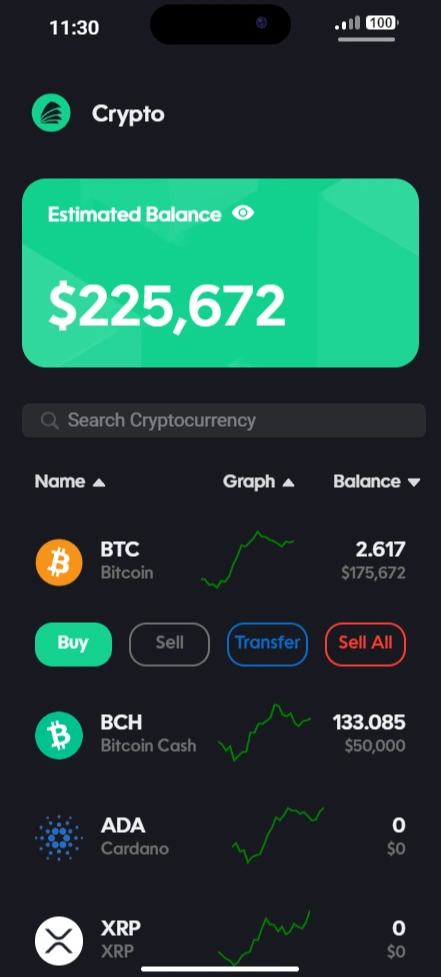 11:30 100
Crypto
Estimated Balance
$225,672
Search Cryptocurrency
Name Graph Balance
BTC 2.617
Bitcoin $175,672
Buy Sell Transfer Sell All
BCH 133.085
Bitcoin Cash $50,000
ADA 0
Cardano $0
XRP 0
XRP $0